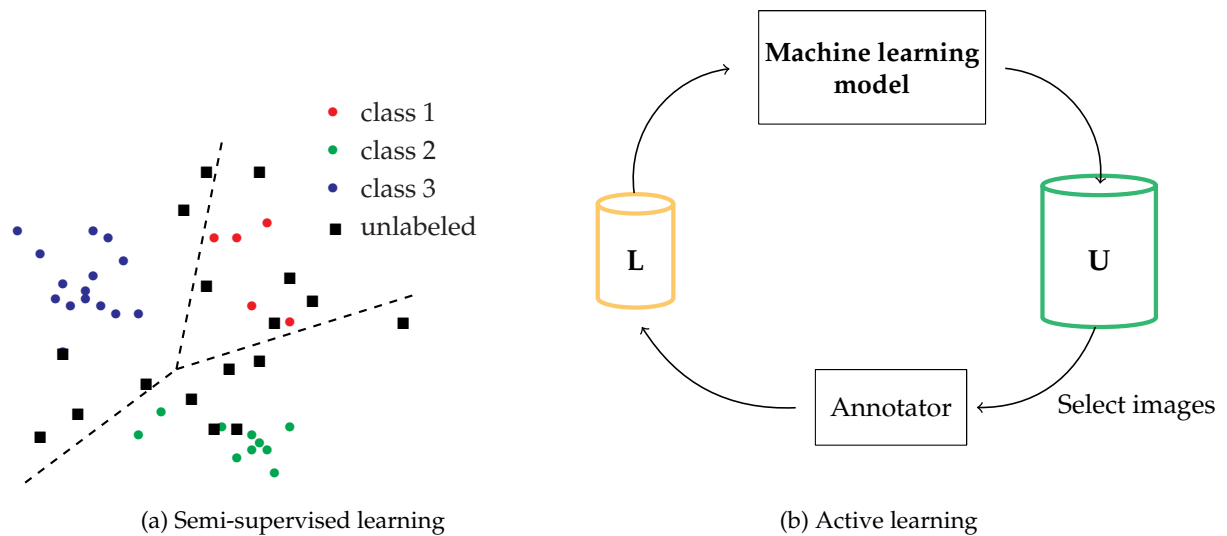 class 1
class 2
class 3
unlabeled
(a) Semi-supervised learning
Machine learning
model
L
U
Annotator
Select images
(b) Active learning